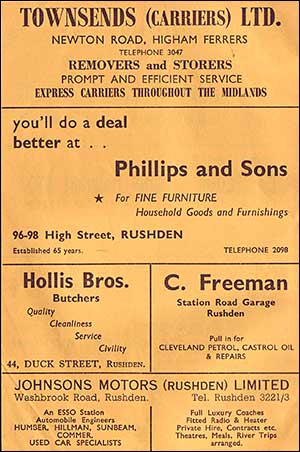 TOWNSENDS (CARRIERS) LTD.
NEWTON ROAD, HIGHAM FERRERS
TELEPHONE 3047
REMOVERS and STORERS
PROMPT AND EFFICIENT SERVICE
EXPRESS CARRIERS THROUGHOUT THE MIDLANDS
you'll do a deal
better at . .
Phillips and Sons
★ For FINE FURNITURE
Household Goods and Furnishings
96-98 High Street, RUSHDEN
Established 65 years.
TELEPHONE 2098
Hollis Bros.
Butchers
Quality
Cleanliness
Service
Civility
44, DUCK STREET, RUSHDEN.
C. Freeman
Station Road Garage
Rushden
Pull in for
CLEVELAND PETROL, CASTROL OIL
& REPAIRS
JOHNSONS MOTORS (RUSHDEN) LIMITED
Washbrook Road, Rushden. Tel. Rushden 3221/3
An ESSO Station
Automobile Engineers
HUMBER, HILLMAN, SUNBEAM,
COMMER.
USED CAR SPECIALISTS
Full Luxury Coaches
Fitted Radio & Heater
Private Hire, Contracts etc.
Theatres, Meals, River Trips
arranged.